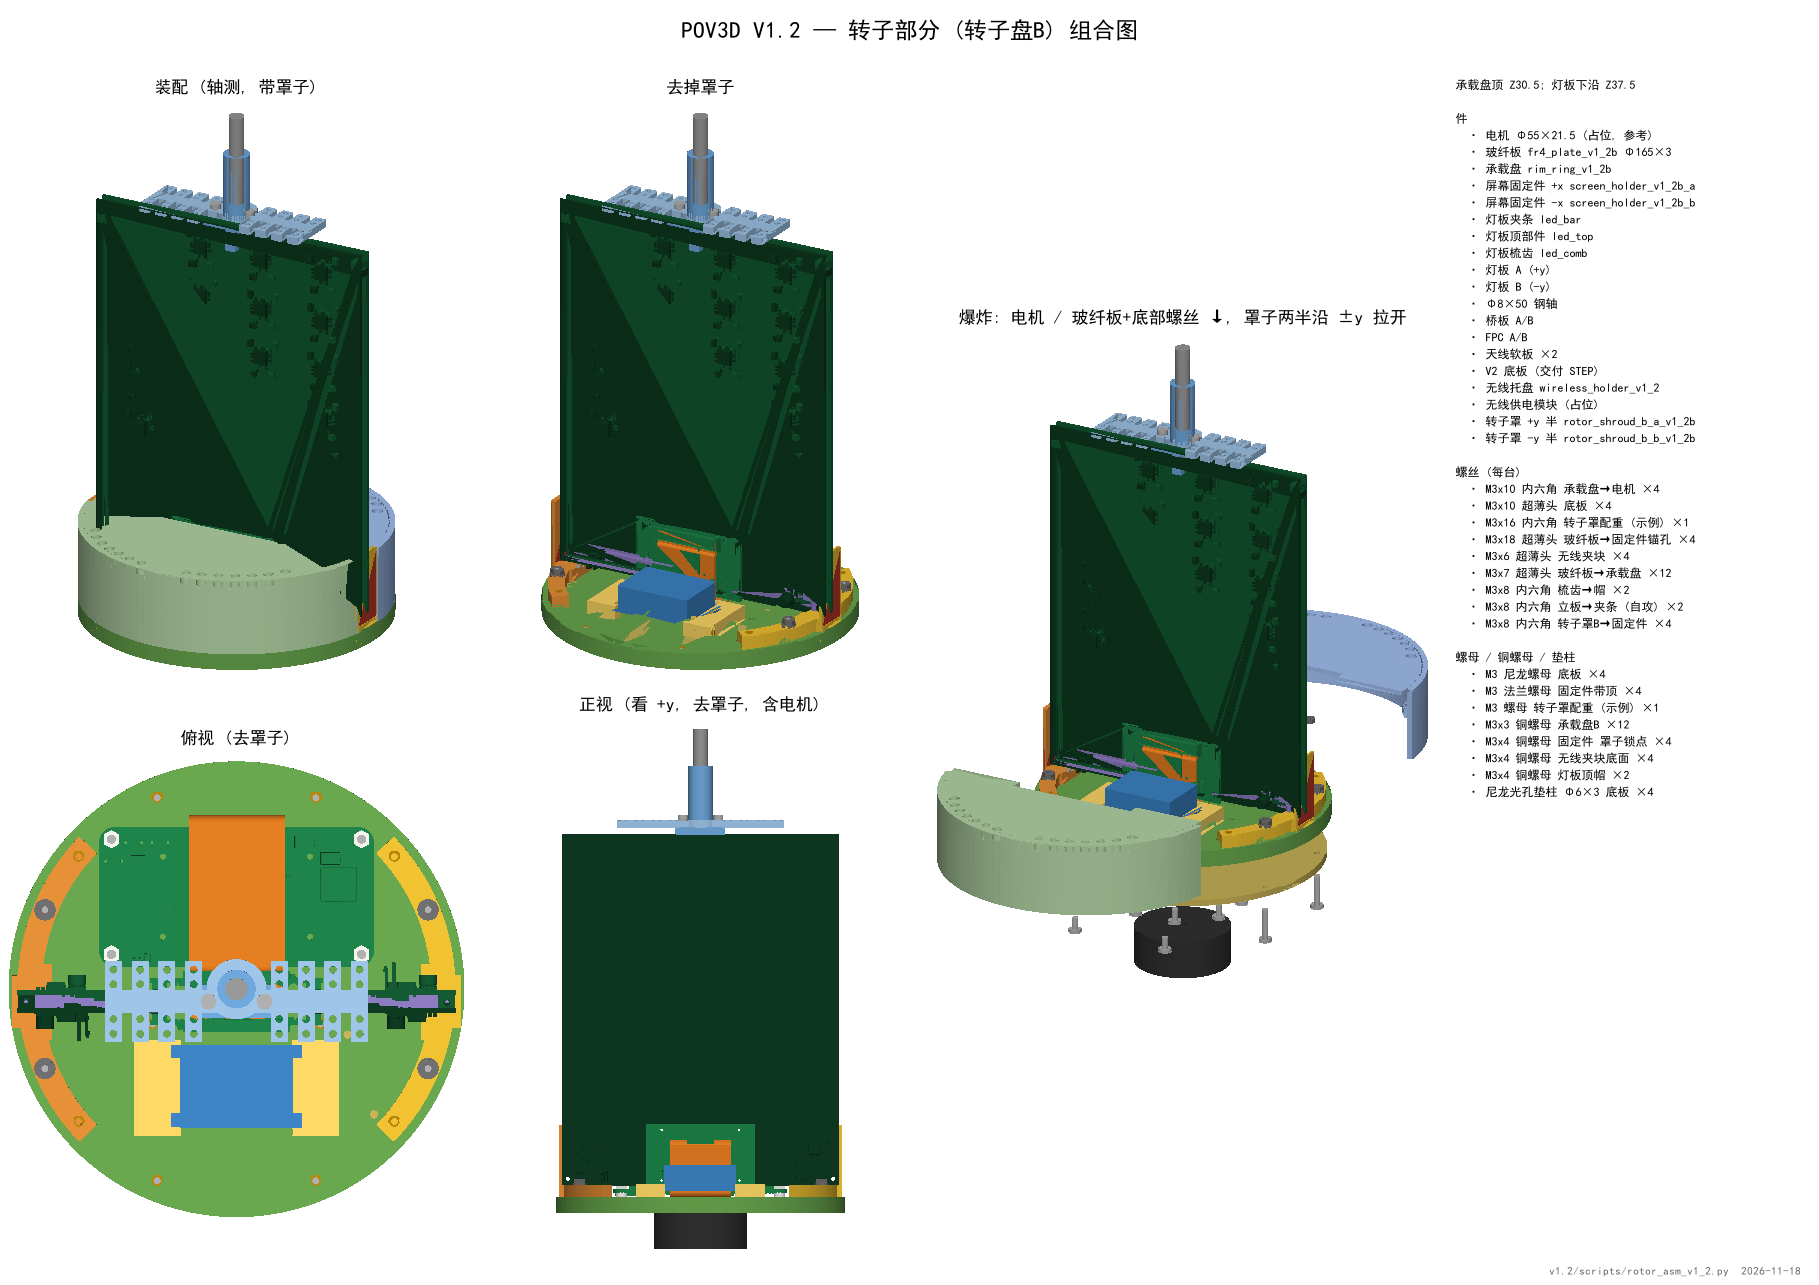 POV3D V1.2 — 转子部分 (转子盘B) 组合图
装配 (轴测, 带罩子)
去掉罩子
爆炸: 电机 / 玻纤板+底部螺丝 ↓, 罩子两半沿 ±y 拉开
俯视 (去罩子)
正视 (看 +y, 去罩子, 含电机)
承载盘顶 Z30.5; 灯板下沿 Z37.5
件
· 电机 Φ55×21.5 (占位, 参考)
· 玻纤板 fr4_plate_v1_2b Φ165×3
· 承载盘 rim_ring_v1_2b
· 屏幕固定件 +x screen_holder_v1_2b_a
· 屏幕固定件 -x screen_holder_v1_2b_b
· 灯板夹条 led_bar
· 灯板顶部件 led_top
· 灯板梳齿 led_comb
· 灯板 A (+y)
· 灯板 B (-y)
· Φ8×50 钢轴
· 桥板 A/B
· FPC A/B
· 天线软板 ×2
· V2 底板 (交付 STEP)
· 无线托盘 wireless_holder_v1_2
· 无线供电模块 (占位)
· 转子罩 +y 半 rotor_shroud_b_a_v1_2b
· 转子罩 -y 半 rotor_shroud_b_b_v1_2b
螺丝 (每台)
· M3x10 内六角 承载盘→电机 ×4
· M3x10 超薄头 底板 ×4
· M3x16 内六角 转子罩配重 (示例) ×1
· M3x18 超薄头 玻纤板→固定件锚孔 ×4
· M3x6 超薄头 无线夹块 ×4
· M3x7 超薄头 玻纤板→承载盘 ×12
· M3x8 内六角 梳齿→帽 ×2
· M3x8 内六角 立板→夹条 (自攻) ×2
· M3x8 内六角 转子罩B→固定件 ×4
螺母 / 铜螺母 / 垫柱
· M3 尼龙螺母 底板 ×4
· M3 法兰螺母 固定件带顶 ×4
· M3 螺母 转子罩配重 (示例) ×1
· M3x3 铜螺母 承载盘B ×12
· M3x4 铜螺母 固定件 罩子锁点 ×4
· M3x4 铜螺母 无线夹块底面 ×4
· M3x4 铜螺母 灯板顶帽 ×2
· 尼龙光孔垫柱 Φ6×3 底板 ×4
v1.2/scripts/rotor_asm_v1_2.py 2026-11-18